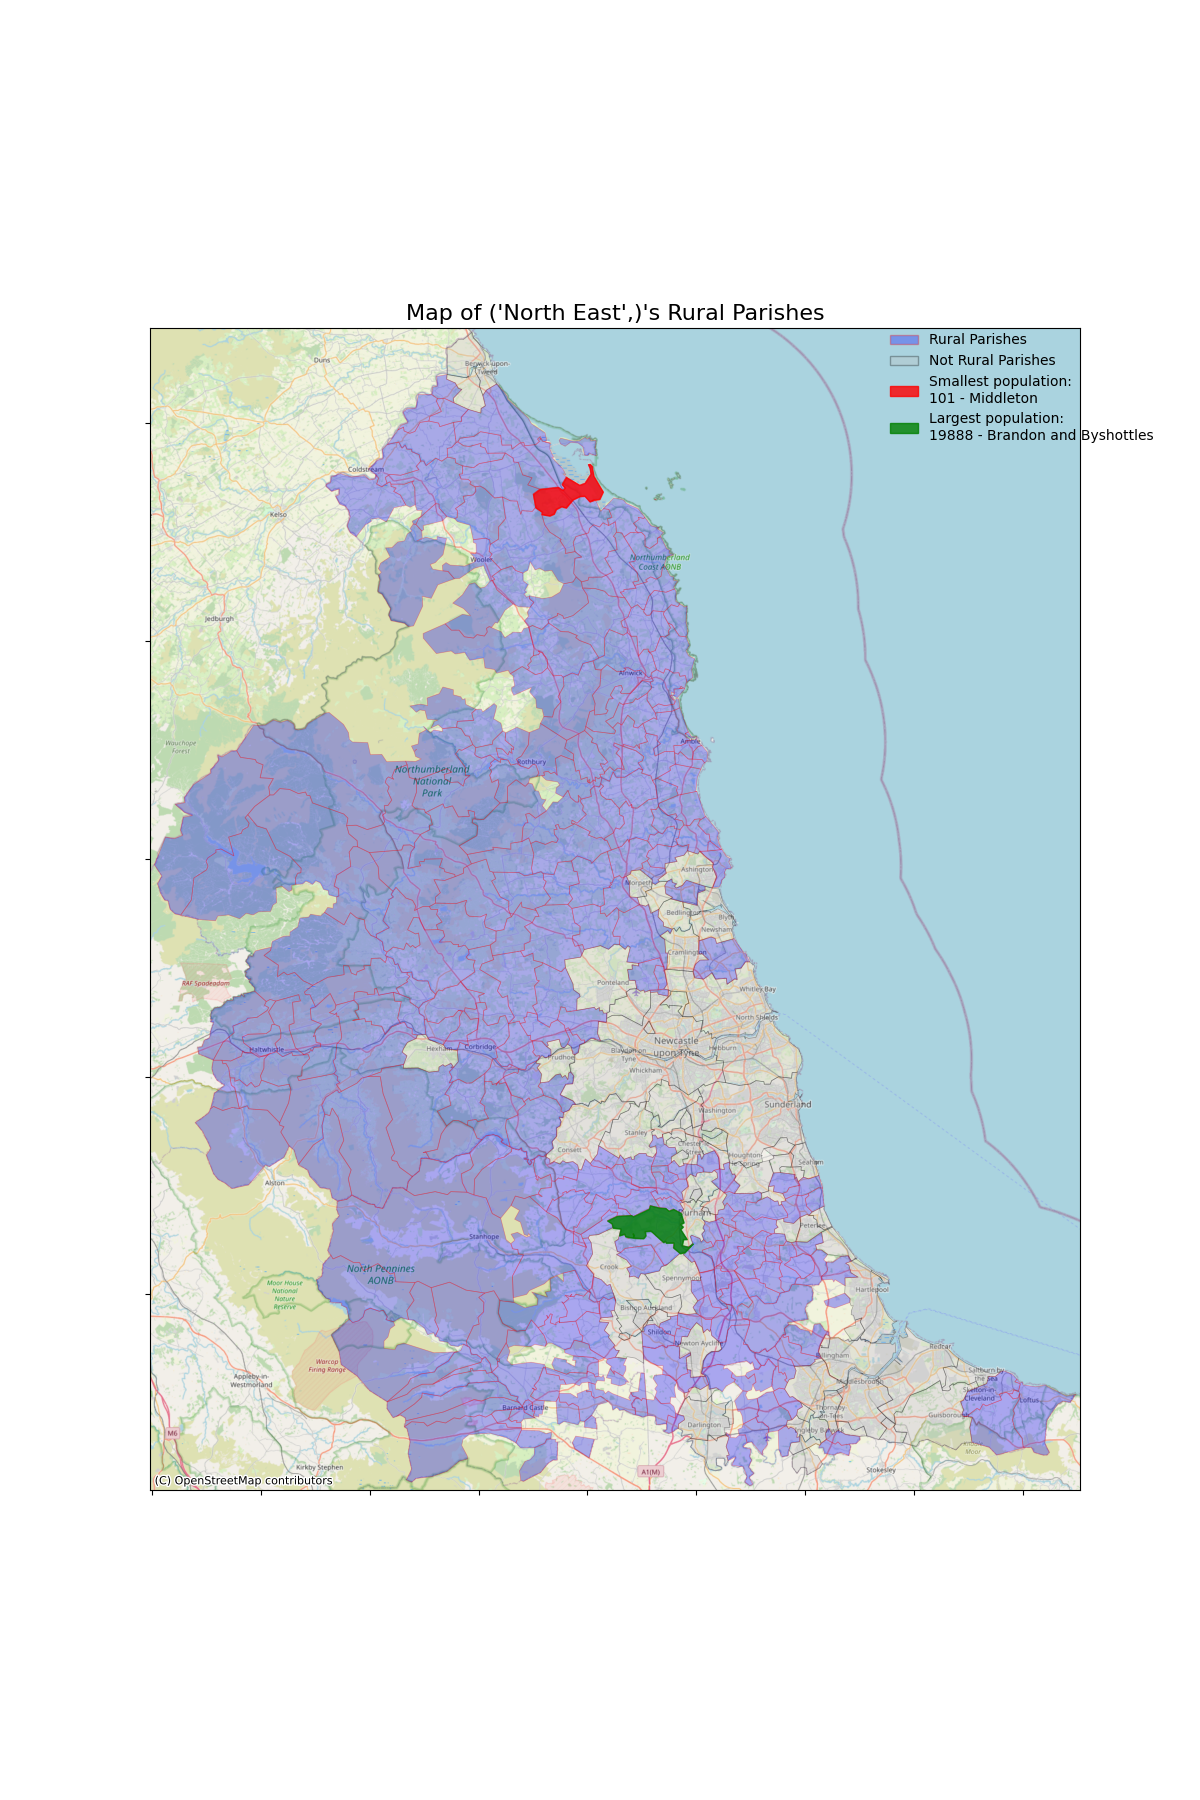 Map of ('North East',)'s Rural Parishes
Rural Parishes
Not Rural Parishes
Smallest population:
101 - Middleton
Largest population:
19888 - Brandon and Byshottles
Duns
Berwick-upon-
Tweed
Coldstream
Kelso
Wooler
Northumberland
Coast AONB
Jedburgh
Alnwick
Wauchope
Forest
Amble
Rothbury
Northumberland
National
Park
Ashington
Morpeth
Bedlington
Blyth
Newsham
Cramlington
RAF Spadeadam
Ponteland
Whitley Bay
North Shields
Newcastle
upon Tyne
Haltwhistle
Hexham
Corbridge
Prudhoe
Blaydon on
Tyne
Hebburn
Whickham
Sunderland
Washington
Stanley
Consett
Chester-le-
Street
Houghton-
le-Spring
Seaham
Alston
Durham
Peterlee
Stanhope
Crook
North Pennines
AONB
Spennymoor
Moor House
National
Nature
Reserve
Hartlepool
Bishop Auckland
Shildon
Newton Aycliffe
Billingham
Redcar
Warcop
Firing Range
Appleby-in-
Westmorland
Saltburn-by-
the Sea
Middlesbrough
Skelton-in-
Cleveland
Loftus
Barnard Castle
Thornaby
-on-Tees
Guisborough
Darlington
Ingleby Barwick
M6
Moor
Kirkby Stephen
A1(M)
Stokesley
(C) OpenStreetMap contributors